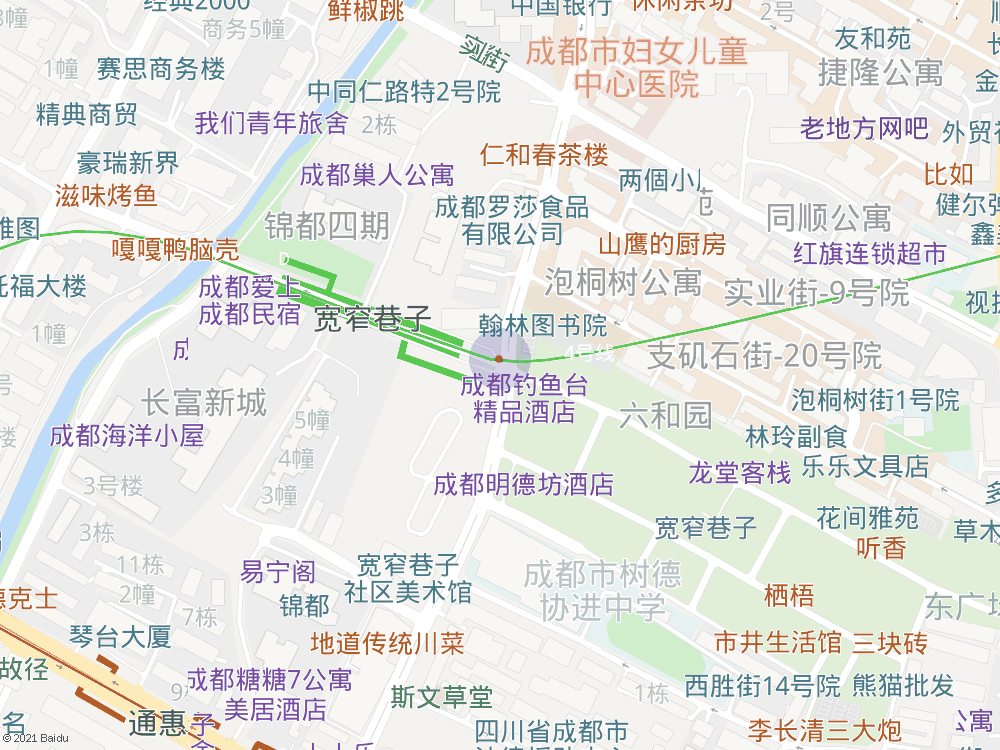 经典2000
鲜椒跳
中国银行
休闲茶坊
2号
商务5幢
友和苑
1幢
赛思商务楼
实街
成都市妇女儿童
中心医院
捷隆公寓
中同仁路特2号院
精典商贸
我们青年旅舍
2栋
老地方网吧
豪瑞新界
仁和春茶楼
成都巢人公寓
两個小
比如
滋味烤鱼
成都罗莎食品
有限公司
锦都四期
同顺公寓
嘎嘎鸭脑壳
山鹰的厨房
红旗连锁超市
成都爱上
成都民宿
泡桐树公寓
实业街-9号院
托福大楼
宽窄巷子
翰林图书院
1幢
4号线
支矶石街-20号院
成都钓鱼台
精品酒店
长富新城
六和园
泡桐树街1号院
5幢
成都海洋小屋
林玲副食
4幢
龙堂客栈
乐乐文具店
3号楼
3幢
成都明德坊酒店
花间雅苑
宽窄巷子
3栋
听香
11栋
宽窄巷子
社区美术馆
易宁阁
成都市树德
协进中学
2幢
锦都
栖梧
德克士
7栋
东广场
琴台大厦
地道传统川菜
市井生活馆
三块砖
故径
成都糖糖7公寓
斯文草堂
1栋
西胜街14号院
熊猫批发
美居酒店
通惠
四川省成都市
李长清三大炮
公寓
名
© 2021 Baidu